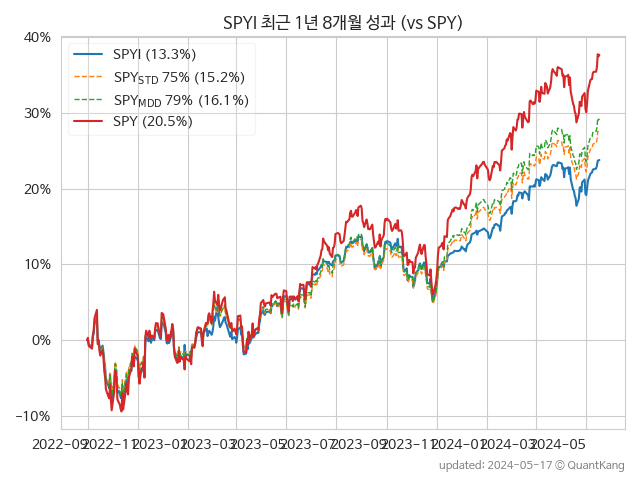 SPYI 최근 1년 8개월 성과 (vs SPY)
40%
30%
20%
10%
0%
−10%
SPYI (13.3%)
SPY_STD 75% (15.2%)
SPY_MDD 79% (16.1%)
SPY (20.5%)
2022-09 2022-11 2023-01 2023-03 2023-05 2023-07 2023-09 2023-11 2024-01 2024-03 2024-05
updated: 2024-05-17 © QuantKang